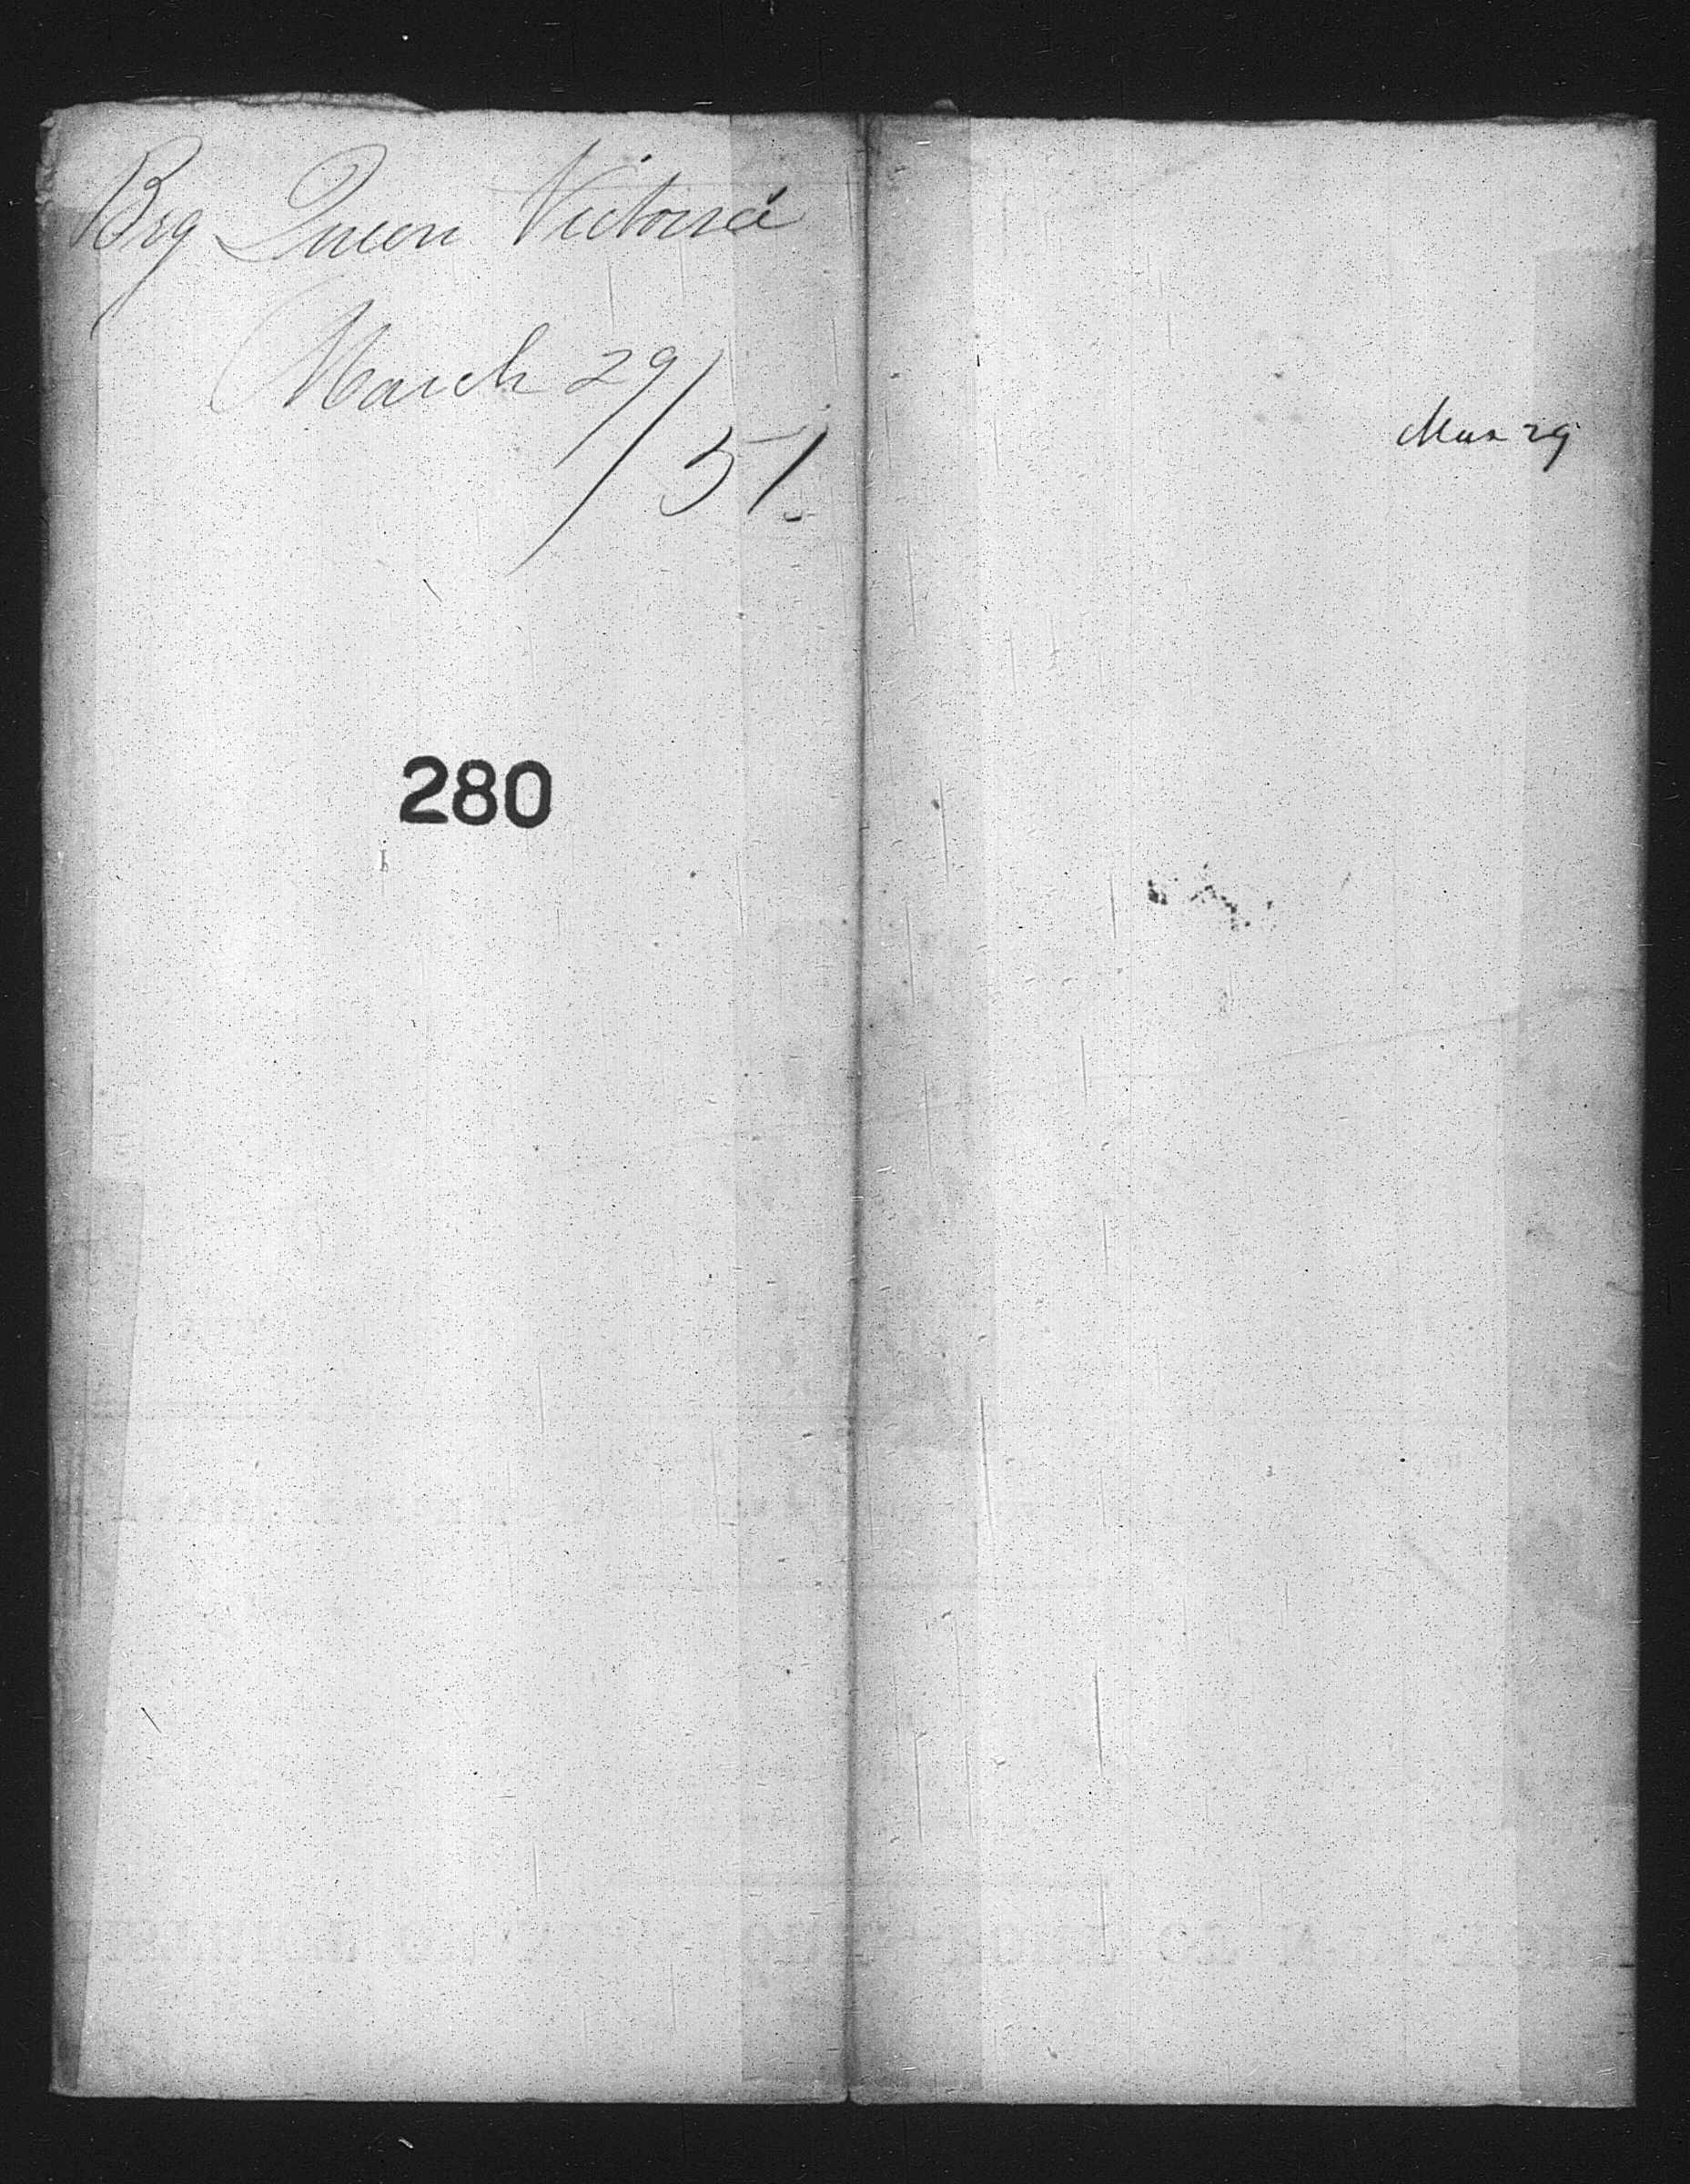 Brg Queen Victoria
March 29/51.
280
Mar 29